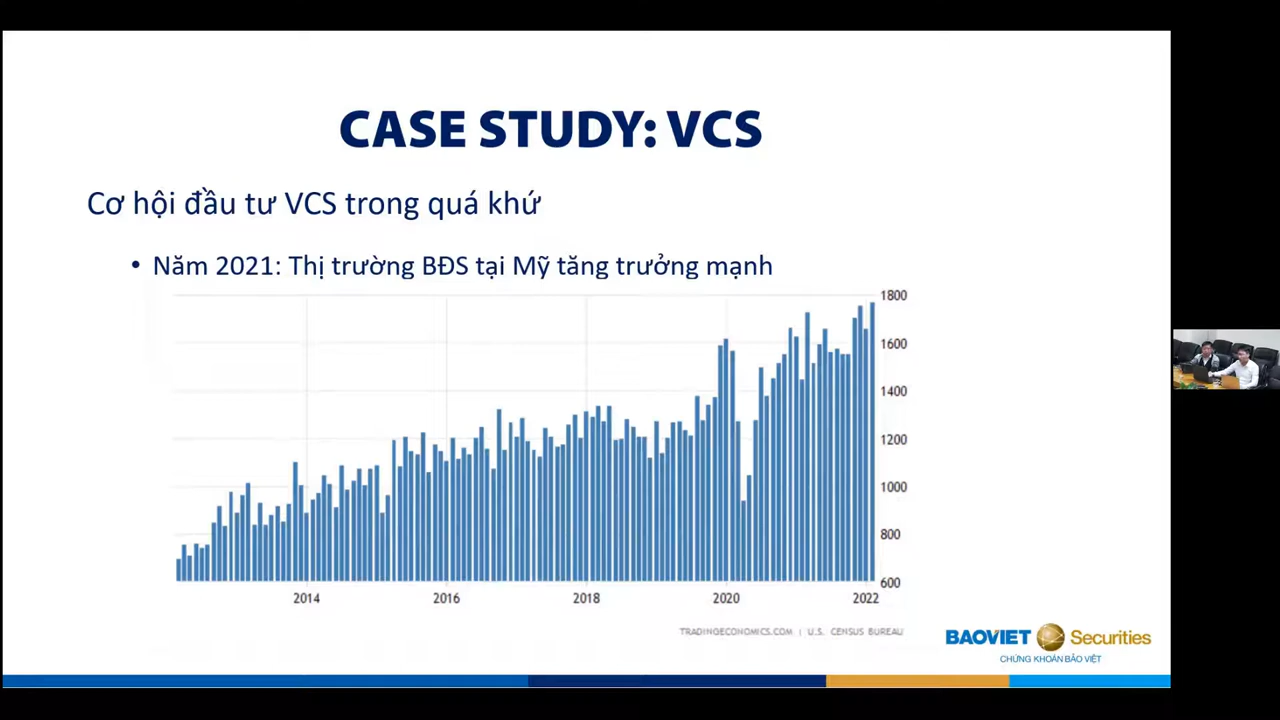 CASE STUDY: VCS
Cơ hội đầu tư VCS trong quá khứ
• Năm 2021: Thị trường BĐS tại Mỹ tăng trưởng mạnh
1800
1600
1400
1200
1000
800
600
2014 2016 2018 2020 2022
TRADINGECONOMICS.COM | U.S. CENSUS BUREAU
BAOVIET Securities
CHỨNG KHOÁN BẢO VIỆT